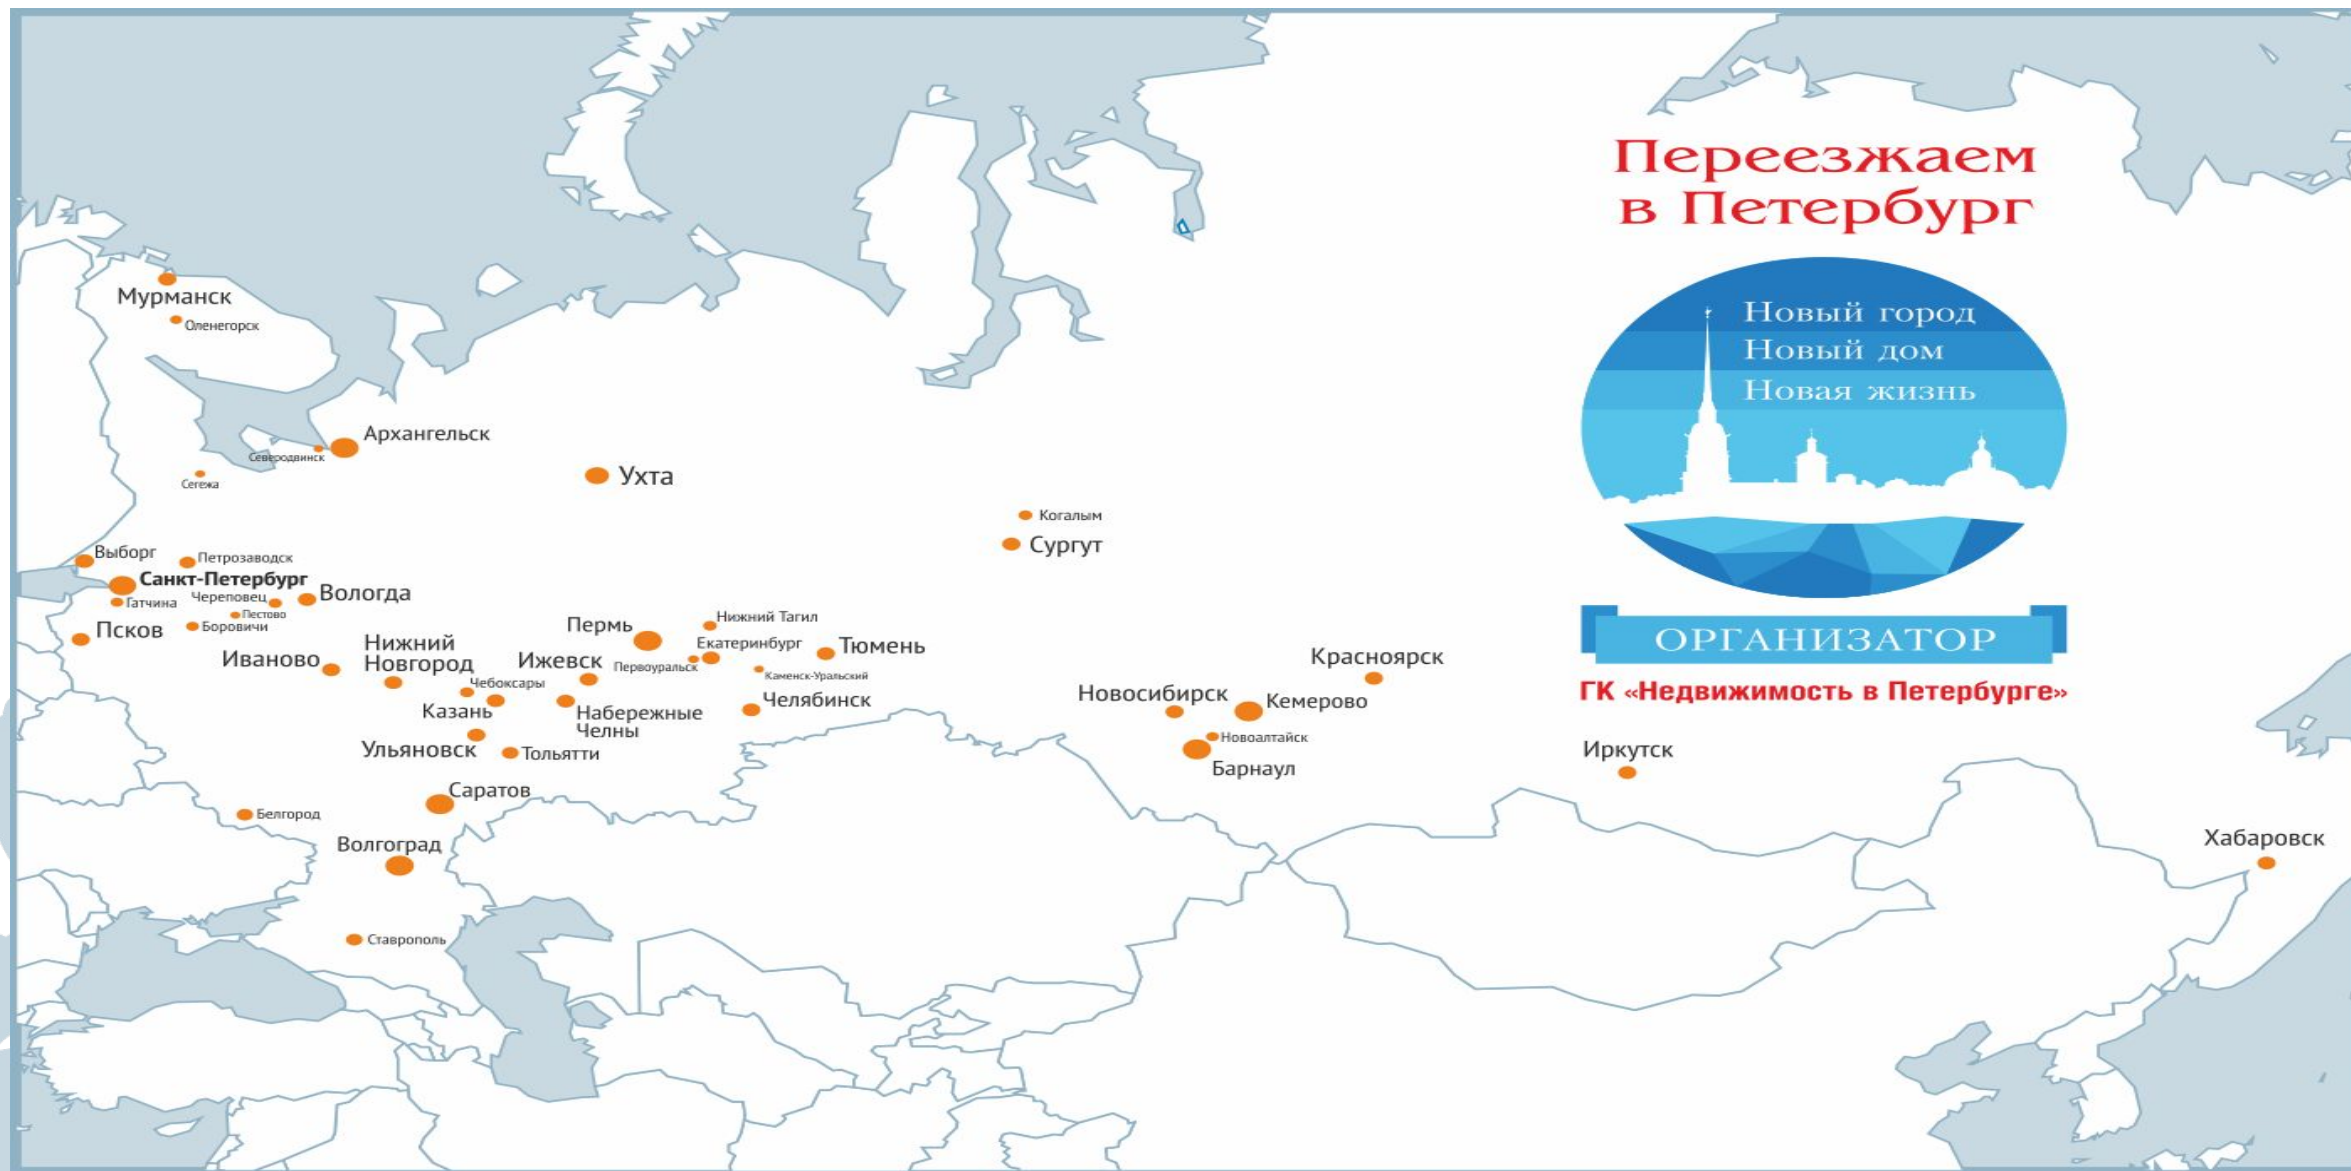 Переезжаем
в Петербург
Новый город
Новый дом
Новая жизнь
ОРГАНИЗАТОР
ГК «Недвижимость в Петербурге»
Мурманск
Оленегорск
Архангельск
Северодвинск
Сегежа
Ухта
Когалым
Сургут
Выборг
Петрозаводск
Санкт-Петербург
Гатчина
Череповец
Вологда
Пестово
Боровичи
Псков
Иваново
Нижний
Новгород
Пермь
Нижний Тагил
Екатеринбург
Тюмень
Ижевск
Первоуральск
Каменск-Уральский
Чебоксары
Казань
Набережные
Челны
Челябинск
Ульяновск
Тольятти
Саратов
Белгород
Волгоград
Ставрополь
Красноярск
Новосибирск
Кемерово
Новоалтайск
Барнаул
Иркутск
Хабаровск